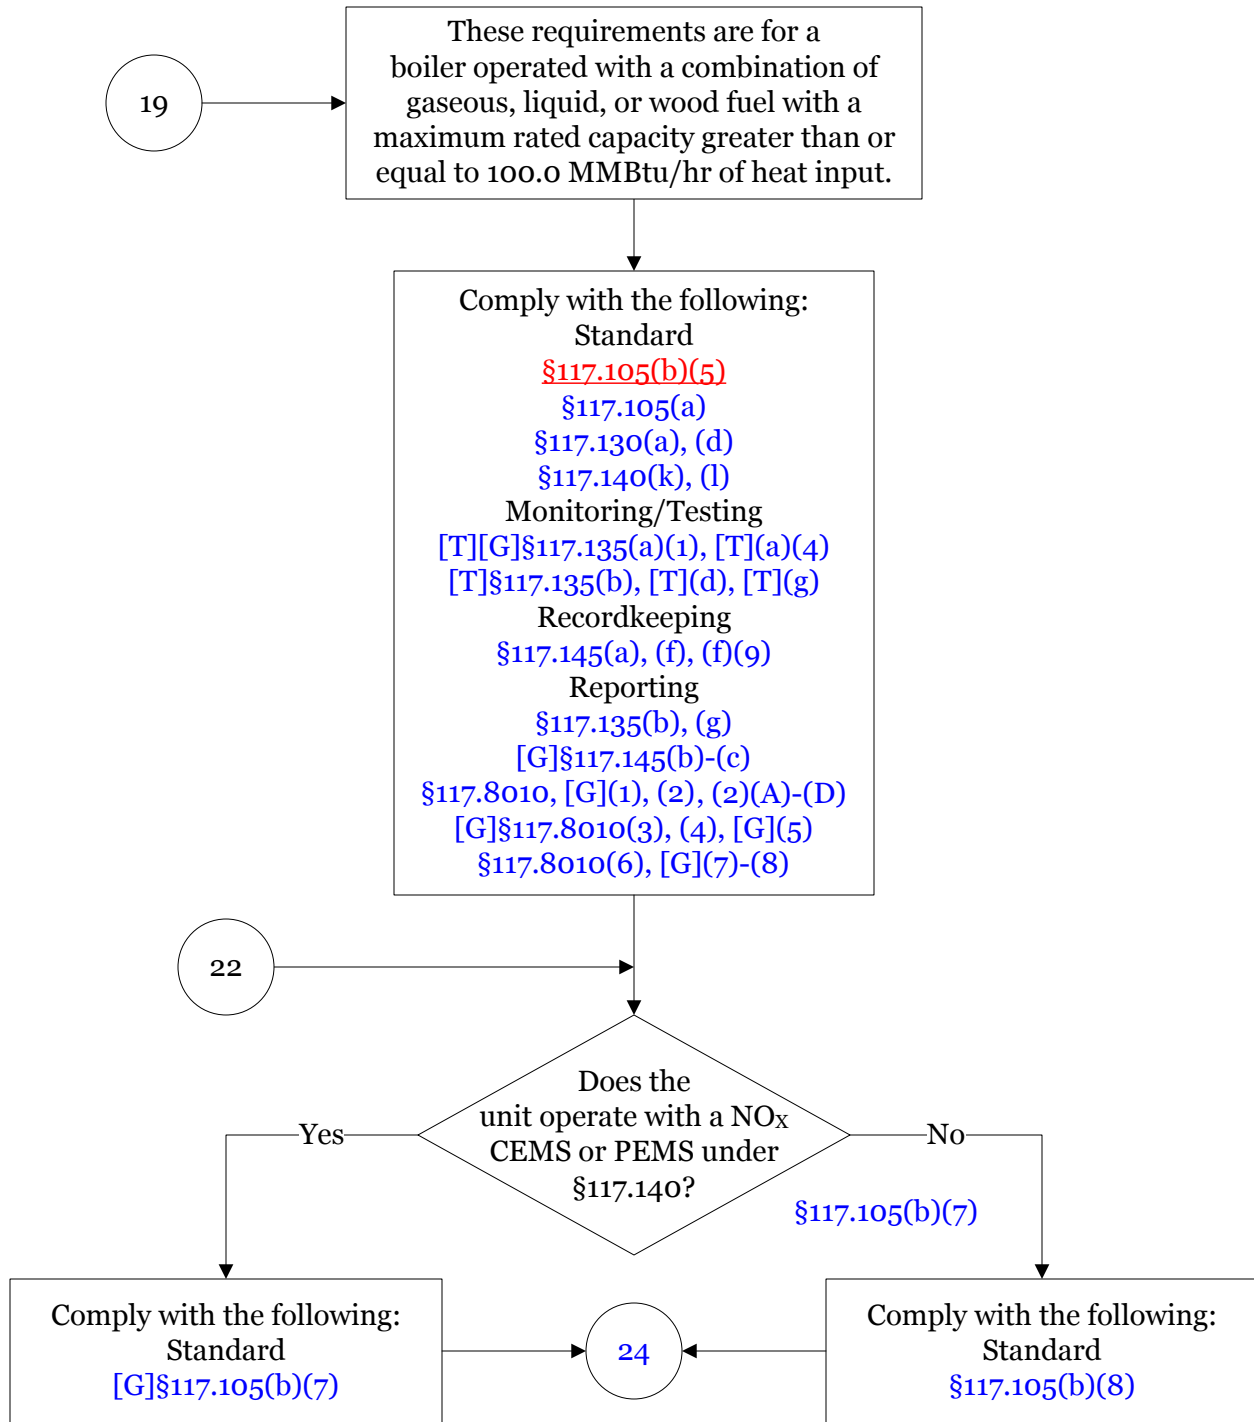 These requirements are for a
boiler operated with a combination of
gaseous, liquid, or wood fuel with a
maximum rated capacity greater than or
equal to 100.0 MMBtu/hr of heat input.
19
Comply with the following:
Standard
§117.105(b)(5)
§117.105(a)
§117.130(a), (d)
§117.140(k), (l)
Monitoring/Testing
[T][G]§117.135(a)(1), [T](a)(4)
[T]§117.135(b), [T](d), [T](g)
Recordkeeping
§117.145(a), (f), (f)(9)
Reporting
§117.135(b), (g)
[G]§117.145(b)-(c)
§117.8010, [G](1), (2), (2)(A)-(D)
[G]§117.8010(3), (4), [G](5)
§117.8010(6), [G](7)-(8)
22
Does the
unit operate with a NOX
CEMS or PEMS under
§117.140?
Yes
No
§117.105(b)(7)
Comply with the following:
Standard
[G]§117.105(b)(7)
24
Comply with the following:
Standard
§117.105(b)(8)